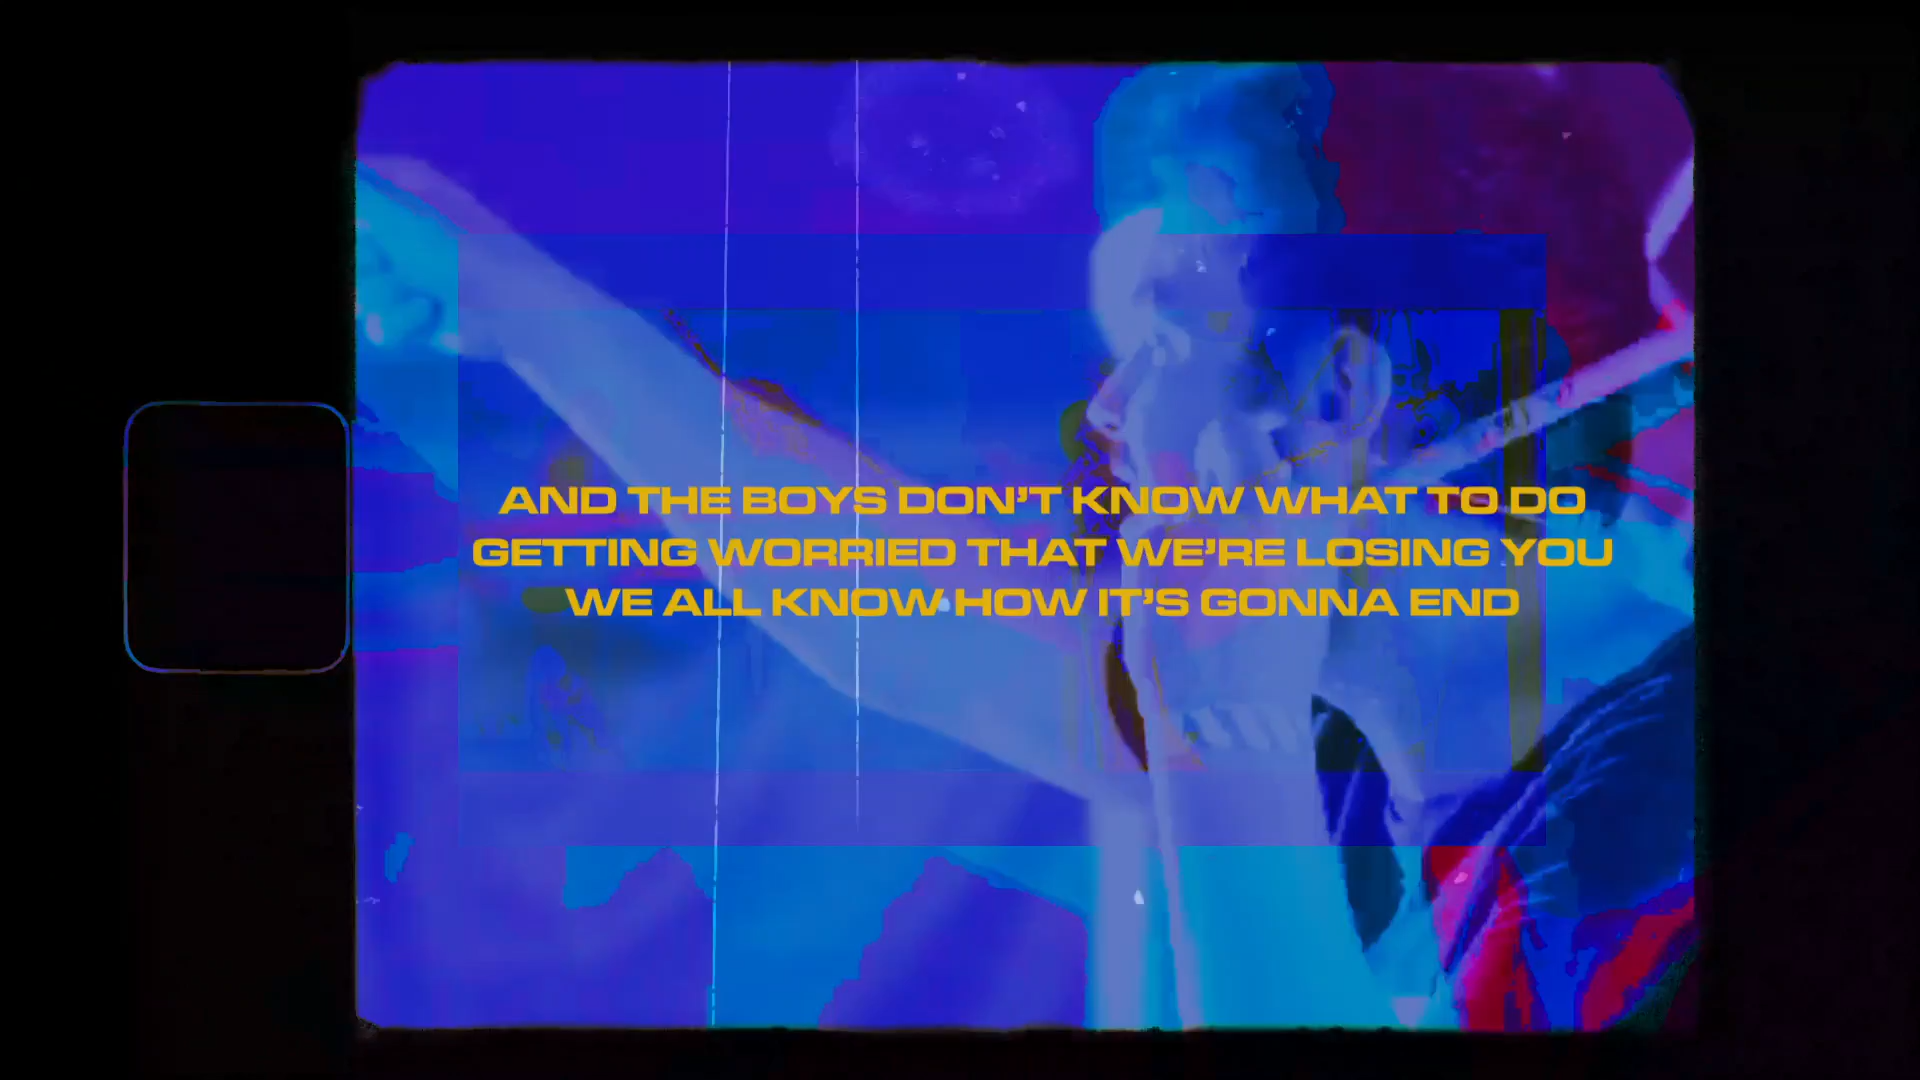 AND THE BOYS DON'T KNOW WHAT TO DO
GETTING WORRIED THAT WE'RE LOSING YOU
WE ALL KNOW HOW IT'S GONNA END